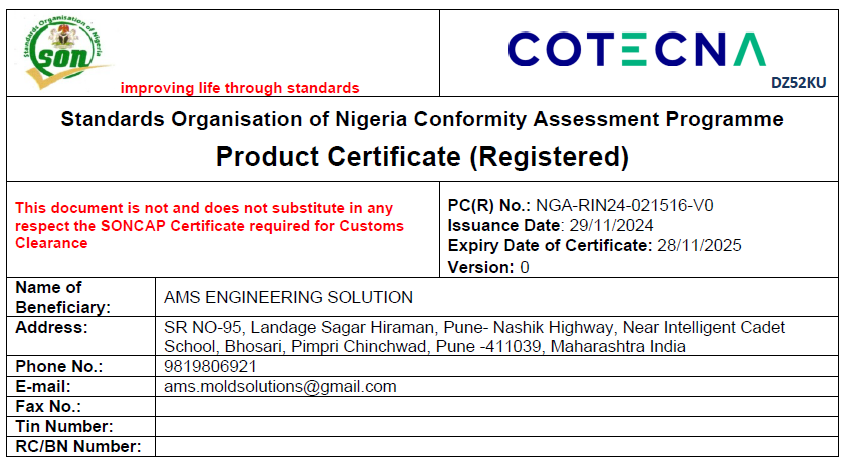 Standards Organisation of Nigeria
SON
improving life through standards
COTECNA
DZ52KU
Standards Organisation of Nigeria Conformity Assessment Programme
Product Certificate (Registered)
This document is not and does not substitute in any
respect the SONCAP Certificate required for Customs
Clearance
PC(R) No.: NGA-RIN24-021516-V0
Issuance Date: 29/11/2024
Expiry Date of Certificate: 28/11/2025
Version: 0
Name of
Beneficiary:
AMS ENGINEERING SOLUTION
Address:
SR NO-95, Landage Sagar Hiraman, Pune- Nashik Highway, Near Intelligent Cadet
School, Bhosari, Pimpri Chinchwad, Pune -411039, Maharashtra India
Phone No.: 9819806921
E-mail: ams.moldsolutions@gmail.com
Fax No.:
Tin Number:
RC/BN Number: